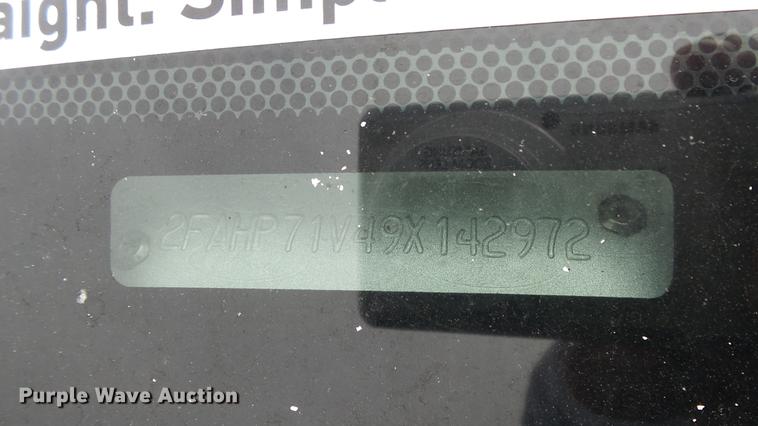 aight. Simp
2FAHP71V49X142972
Purple Wave Auction